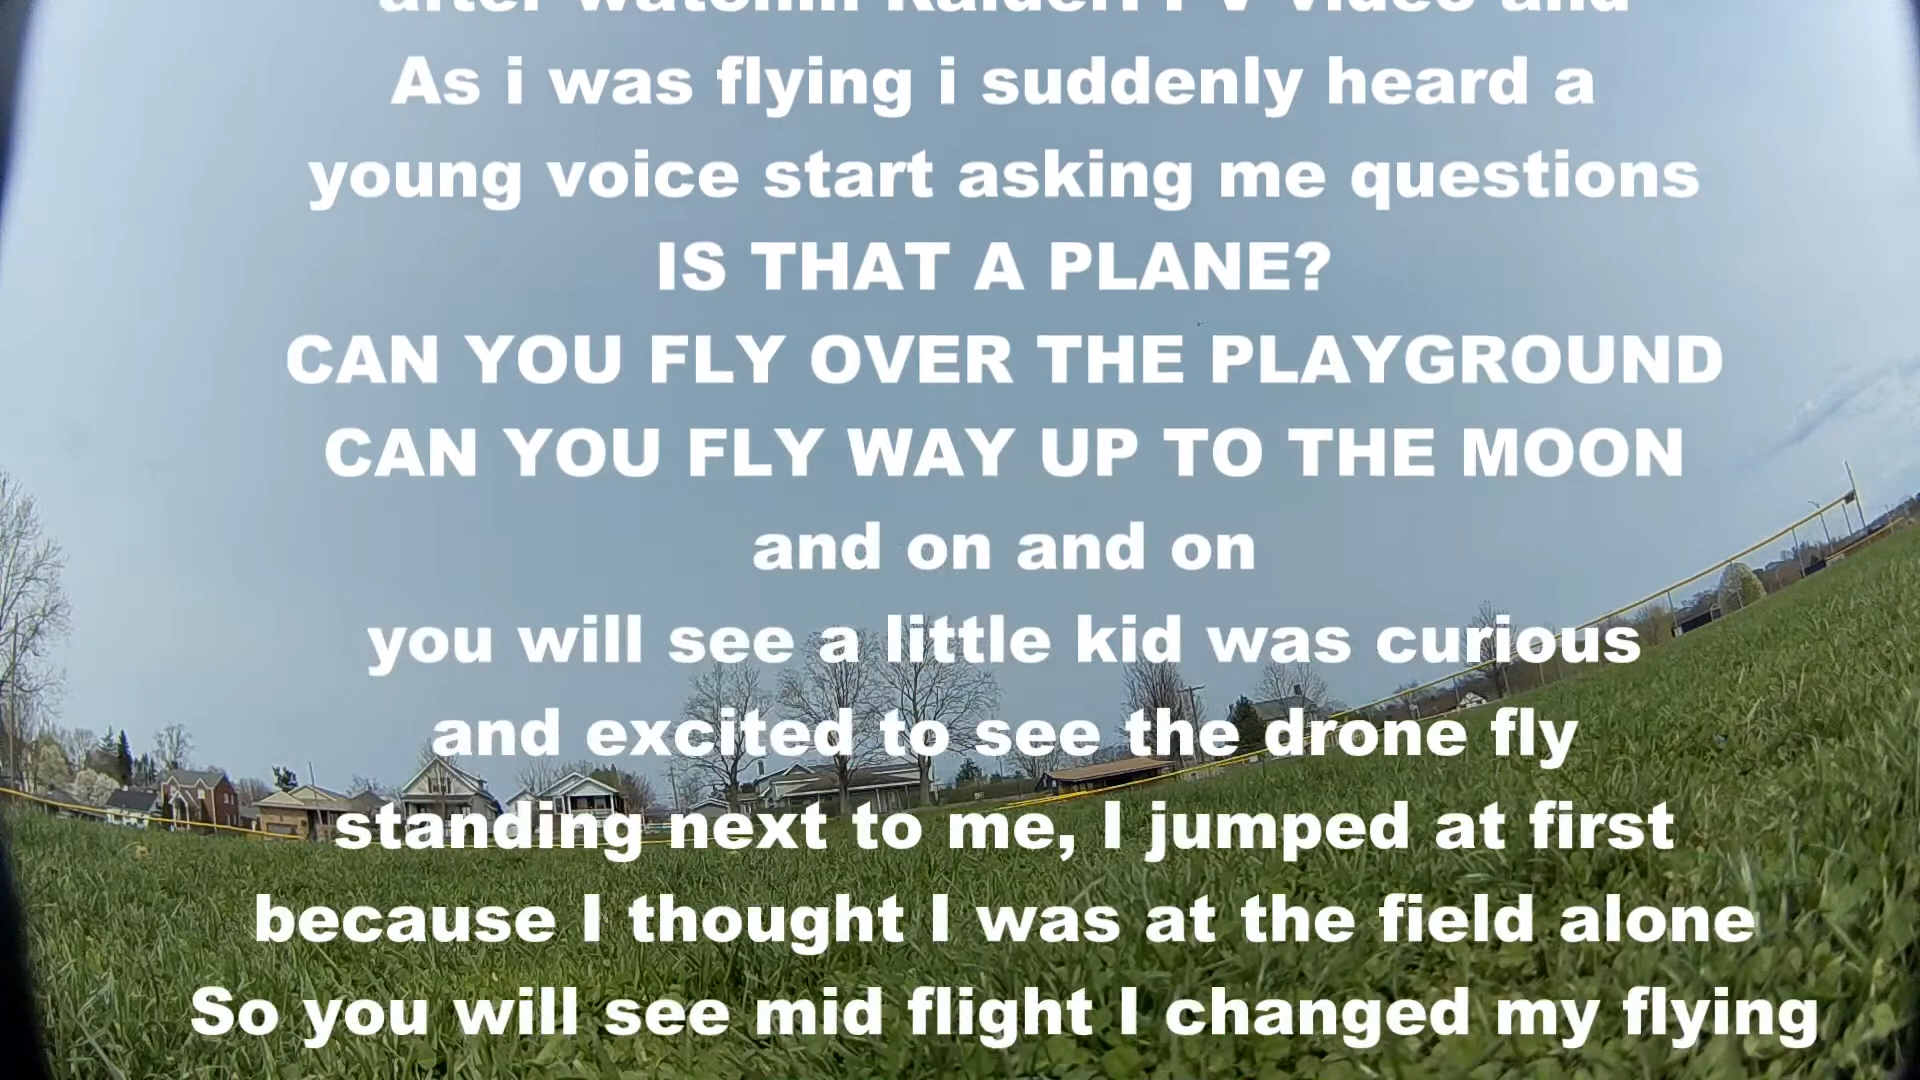 video and
As i was flying i suddenly heard a
young voice start asking me questions
IS THAT A PLANE?
CAN YOU FLY OVER THE PLAYGROUND
CAN YOU FLY WAY UP TO THE MOON
and on and on
you will see a little kid was curious
and excited to see the drone fly
standing next to me, I jumped at first
because I thought I was at the field alone
So you will see mid flight I changed my flying